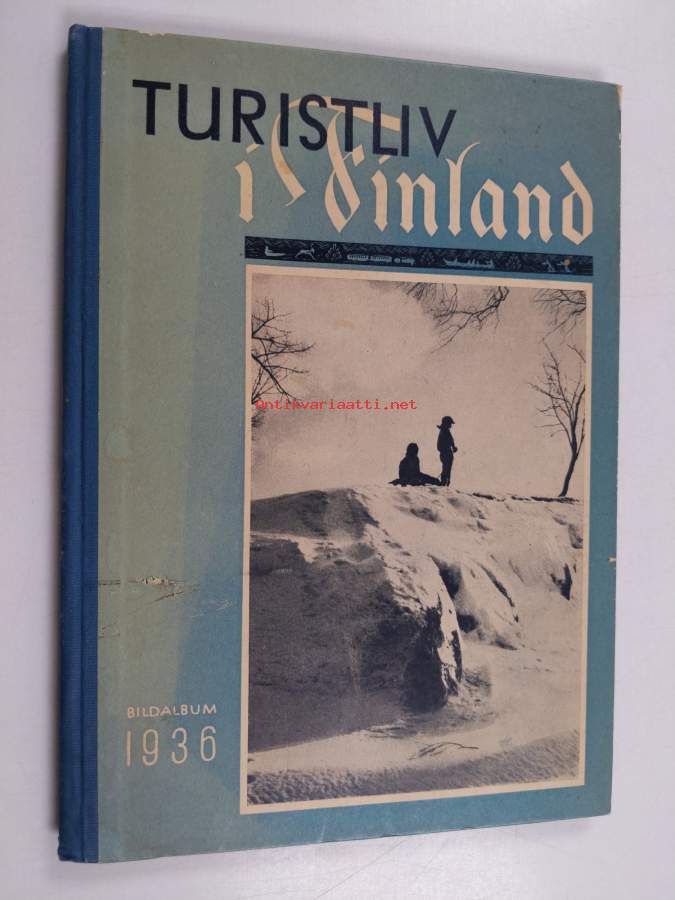 TURISTLIV
i Finland
Antikvariaatti.net
BILDALBUM
1936